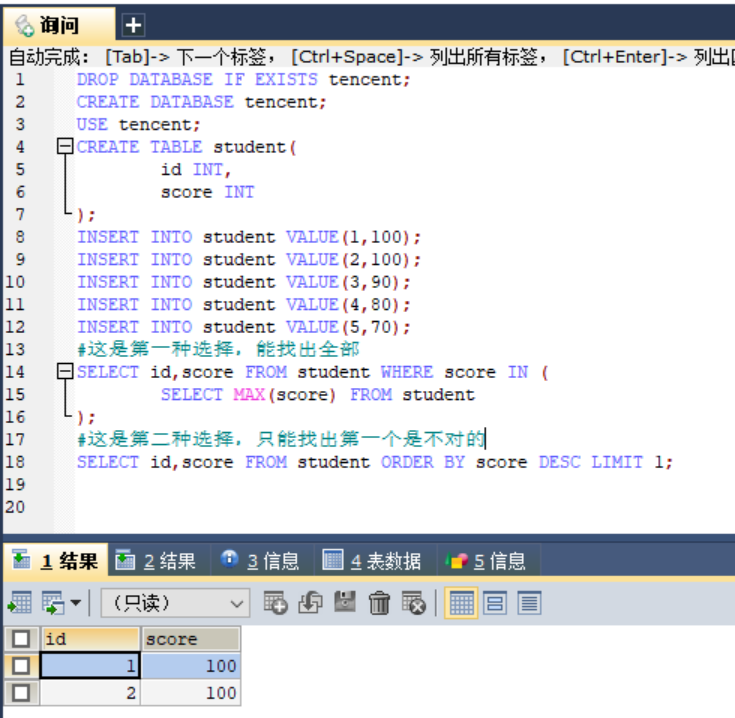 询问
自动完成： [Tab]-> 下一个标签， [Ctrl+Space]-> 列出所有标签， [Ctrl+Enter]-> 列出
1 DROP DATABASE IF EXISTS tencent;
2 CREATE DATABASE tencent;
3 USE tencent;
4 CREATE TABLE student(
5 id INT,
6 score INT
7 );
8 INSERT INTO student VALUE(1,100);
9 INSERT INTO student VALUE(2,100);
10 INSERT INTO student VALUE(3,90);
11 INSERT INTO student VALUE(4,80);
12 INSERT INTO student VALUE(5,70);
13 #这是第一种选择，能找出全部
14 SELECT id,score FROM student WHERE score IN (
15 SELECT MAX(score) FROM student
16 );
17 #这是第二种选择，只能找出第一个是不对的
18 SELECT id,score FROM student ORDER BY score DESC LIMIT 1;
19
20
1 结果 2 结果 3 信息 4 表数据 5 信息
（只读）
id score
1 100
2 100